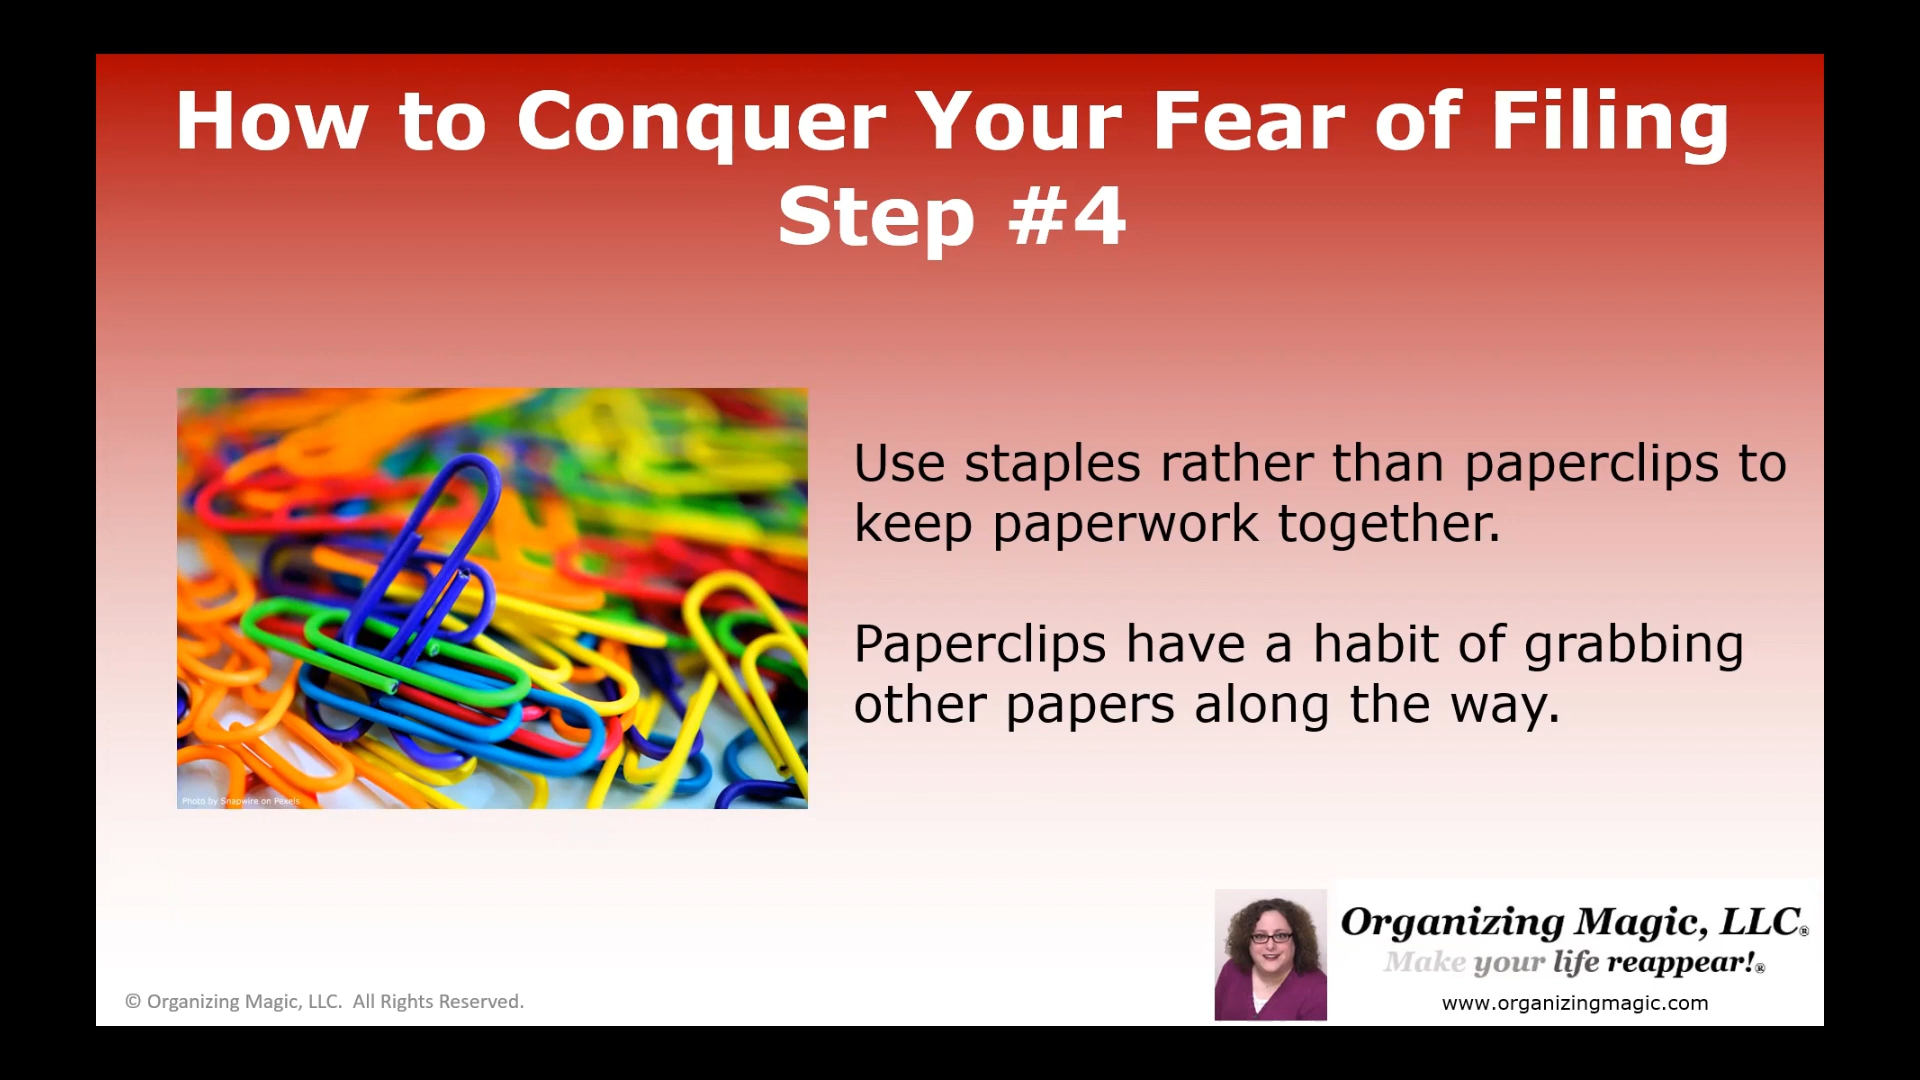 How to Conquer Your Fear of Filing
Step #4
Use staples rather than paperclips to
keep paperwork together.
Paperclips have a habit of grabbing
other papers along the way.
Photo by Snapwire on Pexels
Organizing Magic, LLC®
Make your life reappear!®
www.organizingmagic.com
© Organizing Magic, LLC. All Rights Reserved.